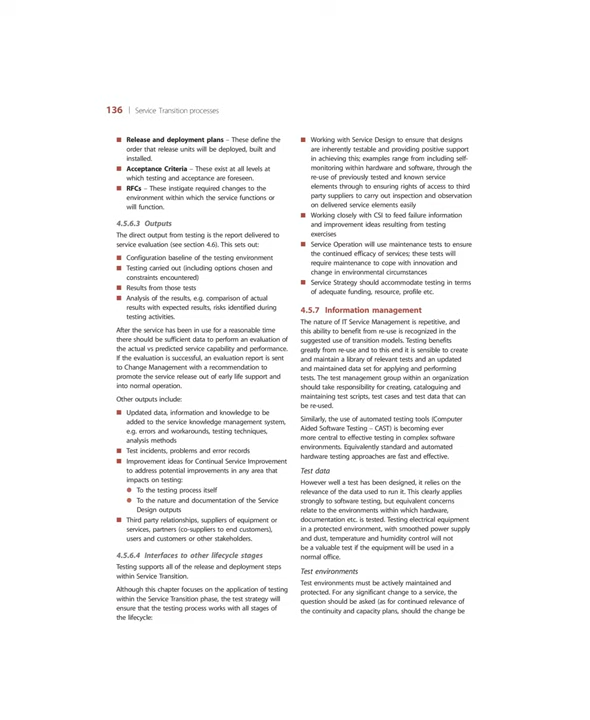 136 | Service Transition processes
■ Release and deployment plans – These define the
order that release units will be deployed, built and
installed.
■ Acceptance Criteria – These exist at all levels at
which testing and acceptance are foreseen.
■ RFCs – These instigate required changes to the
environment within which the service functions or
will function.
4.5.6.3 Outputs
The direct output from testing is the report delivered to
service evaluation (see section 4.6). This sets out:
■ Configuration baseline of the testing environment
■ Testing carried out (including options chosen and
constraints encountered)
■ Results from those tests
■ Analysis of the results, e.g. comparison of actual
results with expected results, risks identified during
testing activities.
After the service has been in use for a reasonable time
there should be sufficient data to perform an evaluation of
the actual vs predicted service capability and performance.
If the evaluation is successful, an evaluation report is sent
to Change Management with a recommendation to
promote the service release out of early life support and
into normal operation.
Other outputs include:
■ Updated data, information and knowledge to be
added to the service knowledge management system,
e.g. errors and workarounds, testing techniques,
analysis methods
■ Test incidents, problems and error records
■ Improvement ideas for Continual Service Improvement
to address potential improvements in any area that
impacts on testing:
● To the testing process itself
● To the nature and documentation of the Service
Design outputs
■ Third party relationships, suppliers of equipment or
services, partners (co-suppliers to end customers),
users and customers or other stakeholders.
4.5.6.4 Interfaces to other lifecycle stages
Testing supports all of the release and deployment steps
within Service Transition.
Although this chapter focuses on the application of testing
within the Service Transition phase, the test strategy will
ensure that the testing process works with all stages of
the lifecycle:
■ Working with Service Design to ensure that designs
are inherently testable and providing positive support
in achieving this; examples range from including self-
monitoring within hardware and software, through the
re-use of previously tested and known service
elements through to ensuring rights of access to third
party suppliers to carry out inspection and observation
on delivered service elements easily
■ Working closely with CSI to feed failure information
and improvement ideas resulting from testing
exercises
■ Service Operation will use maintenance tests to ensure
the continued efficacy of services; these tests will
require maintenance to cope with innovation and
change in environmental circumstances
■ Service Strategy should accommodate testing in terms
of adequate funding, resource, profile etc.
4.5.7 Information management
The nature of IT Service Management is repetitive, and
this ability to benefit from re-use is recognized in the
suggested use of transition models. Testing benefits
greatly from re-use and to this end it is sensible to create
and maintain a library of relevant tests and an updated
and maintained data set for applying and performing
tests. The test management group within an organization
should take responsibility for creating, cataloguing and
maintaining test scripts, test cases and test data that can
be re-used.
Similarly, the use of automated testing tools (Computer
Aided Software Testing – CAST) is becoming ever
more central to effective testing in complex software
environments. Equivalently standard and automated
hardware testing approaches are fast and effective.
Test data
However well a test has been designed, it relies on the
relevance of the data used to run it. This clearly applies
strongly to software testing, but equivalent concerns
relate to the environments within which hardware,
documentation etc. is tested. Testing electrical equipment
in a protected environment, with smoothed power supply
and dust, temperature and humidity control will not
be a valuable test if the equipment will be used in a
normal office.
Test environments
Test environments must be actively maintained and
protected. For any significant change to a service, the
question should be asked (as for continued relevance of
the continuity and capacity plans, should the change be